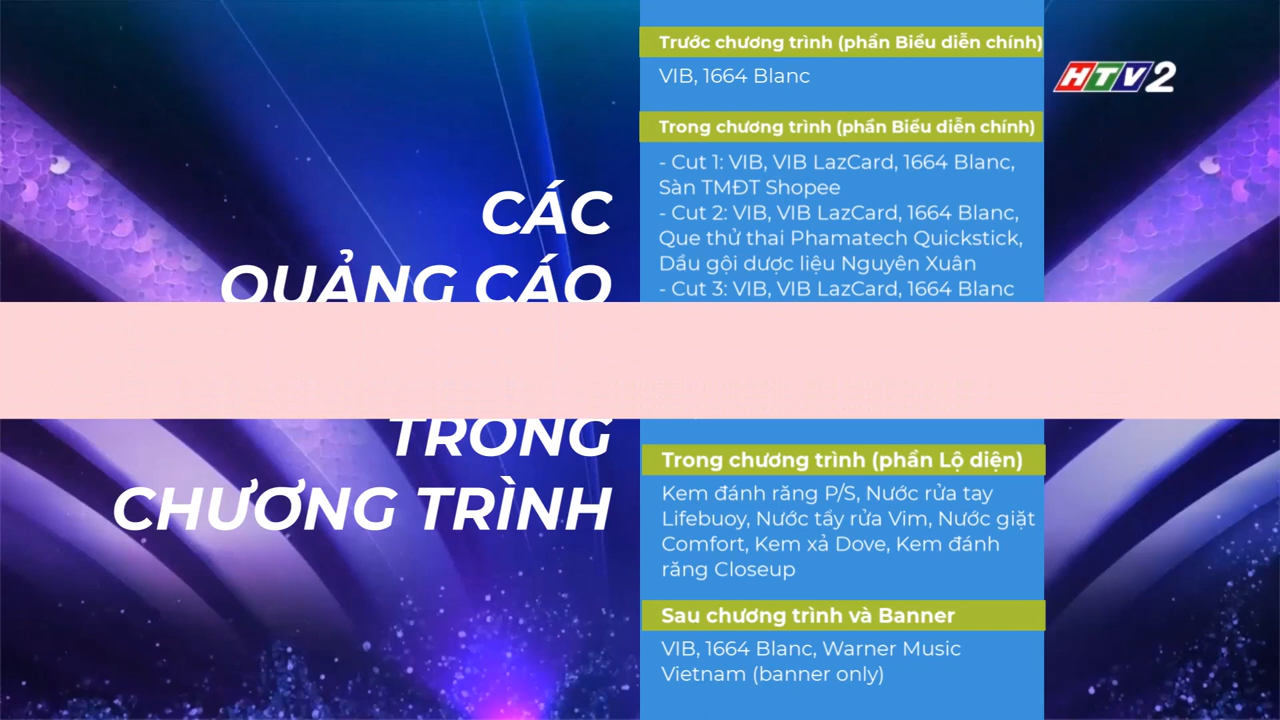 CÁC
QUẢNG CÁO
TRONG
CHƯƠNG TRÌNH
Trước chương trình (phần Biểu diễn chính)
VIB, 1664 Blanc
Trong chương trình (phần Biểu diễn chính)
- Cut 1: VIB, VIB LazCard, 1664 Blanc,
Sàn TMĐT Shopee
- Cut 2: VIB, VIB LazCard, 1664 Blanc,
Que thử thai Phamatech Quickstick,
Dầu gội dược liệu Nguyên Xuân
- Cut 3: VIB, VIB LazCard, 1664 Blanc
Trong chương trình (phần Lộ diện)
Kem đánh răng P/S, Nước rửa tay
Lifebuoy, Nước tẩy rửa Vim, Nước giặt
Comfort, Kem xả Dove, Kem đánh
răng Closeup
Sau chương trình và Banner
VIB, 1664 Blanc, Warner Music
Vietnam (banner only)
HTV2